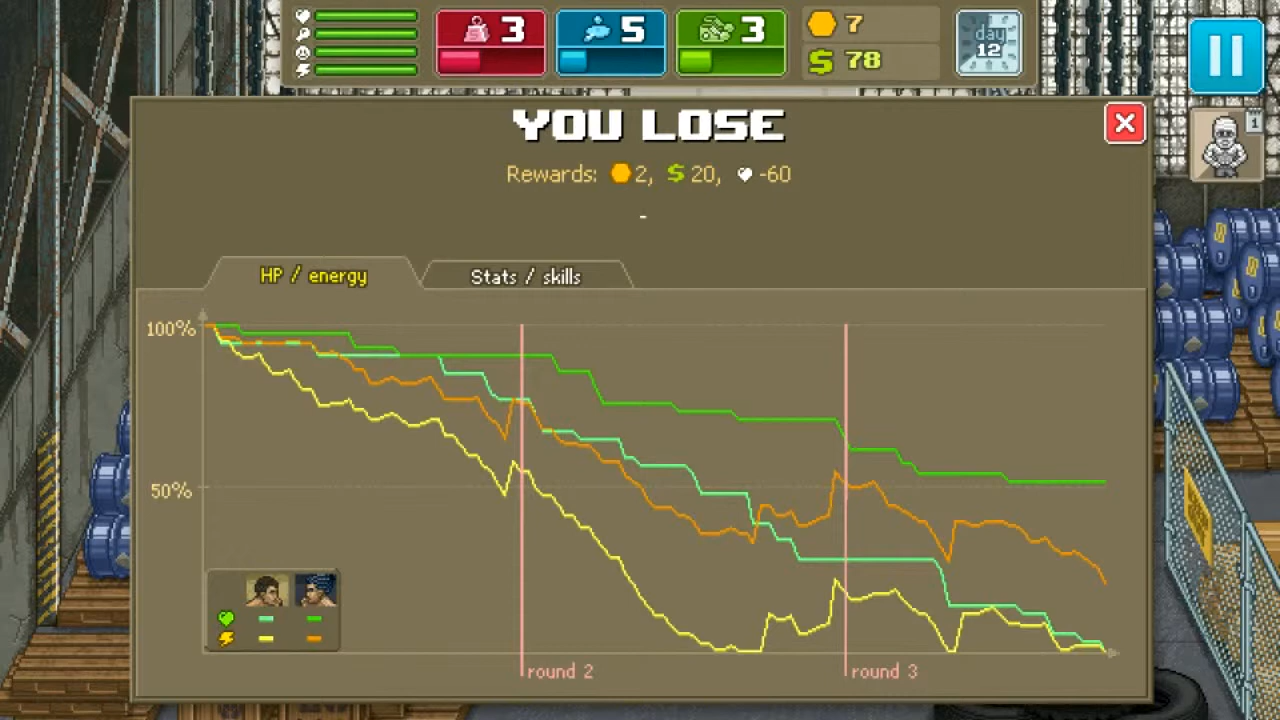 3 5 3 7
$ 78
day
12
1
YOU LOSE
Rewards: 2, $ 20, -60
-
HP / energy
Stats / skills
100%
50%
round 2
round 3